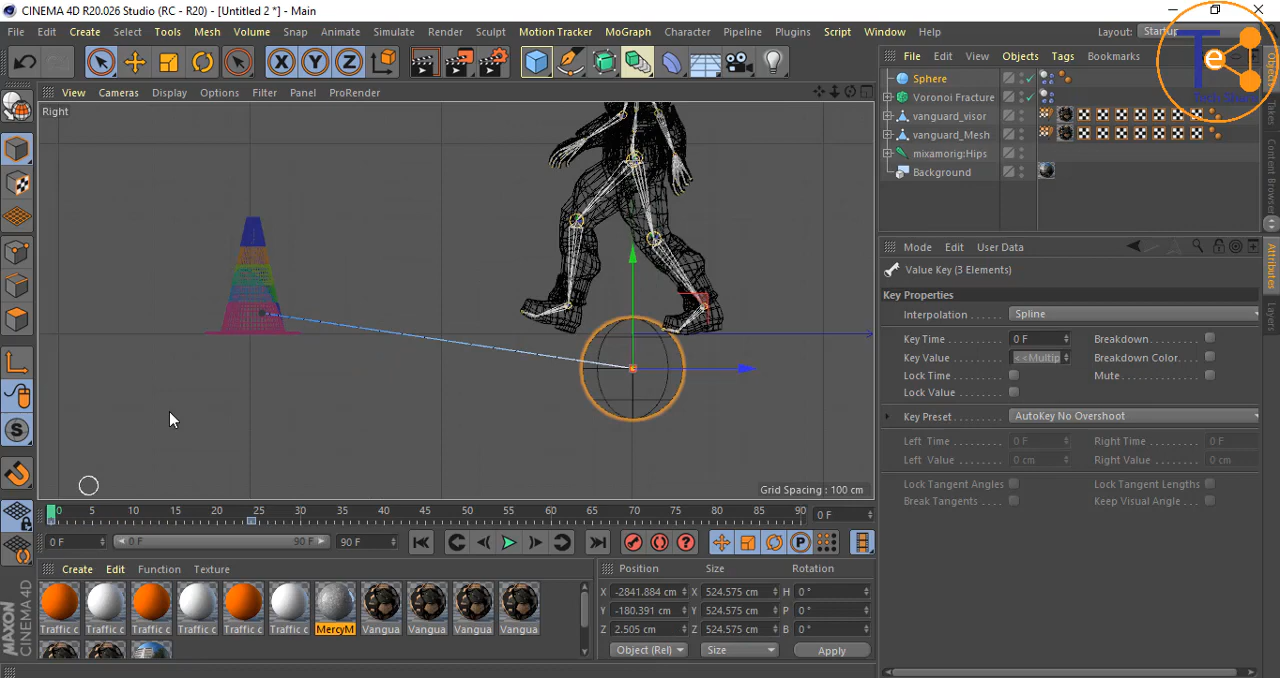 CINEMA 4D R20.026 Studio (RC - R20) - [Untitled 2 *] - Main
File Edit Create Select Tools Mesh Volume Snap Animate Simulate Render Sculpt Motion Tracker MoGraph Character Pipeline Plugins Script Window Help Layout: Startup
X Y Z
File Edit View Objects Tags Bookmarks
View Cameras Display Options Filter Panel ProRender
Right
Sphere
Voronoi Fracture
vanguard_visor
vanguard_Mesh
mixamorig:Hips
Background
Objects
Takes
Content Browser
Mode Edit User Data
Value Key (3 Elements)
Key Properties
Interpolation Spline
Key Time 0 F Breakdown
Key Value <<Multip Breakdown Color
Lock Time Mute
Lock Value
Key Preset AutoKey No Overshoot
Left Time 0 F Right Time 0 F
Left Value 0 cm Right Value 0 cm
Lock Tangent Angles Lock Tangent Lengths
Break Tangents Keep Visual Angle
Attributes
Layers
Grid Spacing : 100 cm
0 5 10 15 20 25 30 35 40 45 50 55 60 65 70 75 80 85 90 0 F
0 F 0 F 90 F 90 F
Create Edit Function Texture
Traffic c Traffic c Traffic c Traffic c Traffic c Traffic c MercyM Vangua Vangua Vangua Vangua
Position Size Rotation
X -2841.884 cm X 524.575 cm H 0 °
Y -180.391 cm Y 524.575 cm P 0 °
Z 2.505 cm Z 524.575 cm B 0 °
Object (Rel) Size Apply
MAXON
CINEMA 4D